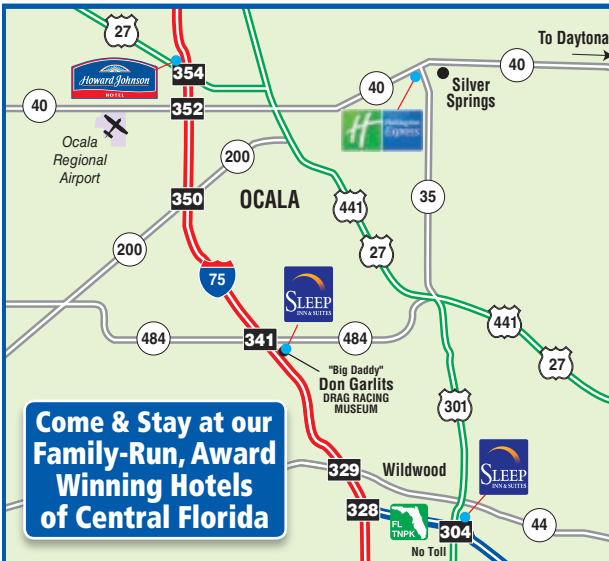 27
To Daytona
40
Howard Johnson
HOTEL
354
40
Silver
Springs
40
352
H
Express
Ocala
Regional
Airport
200
350
OCALA
441
35
27
200
75
SLEEP
INN & SUITES
441
484
341
484
27
"Big Daddy"
Don Garlits
DRAG RACING
MUSEUM
301
Come & Stay at our
Family-Run, Award
Winning Hotels
of Central Florida
329
Wildwood
SLEEP
INN & SUITES
328
FL
TNPK
304
44
No Toll